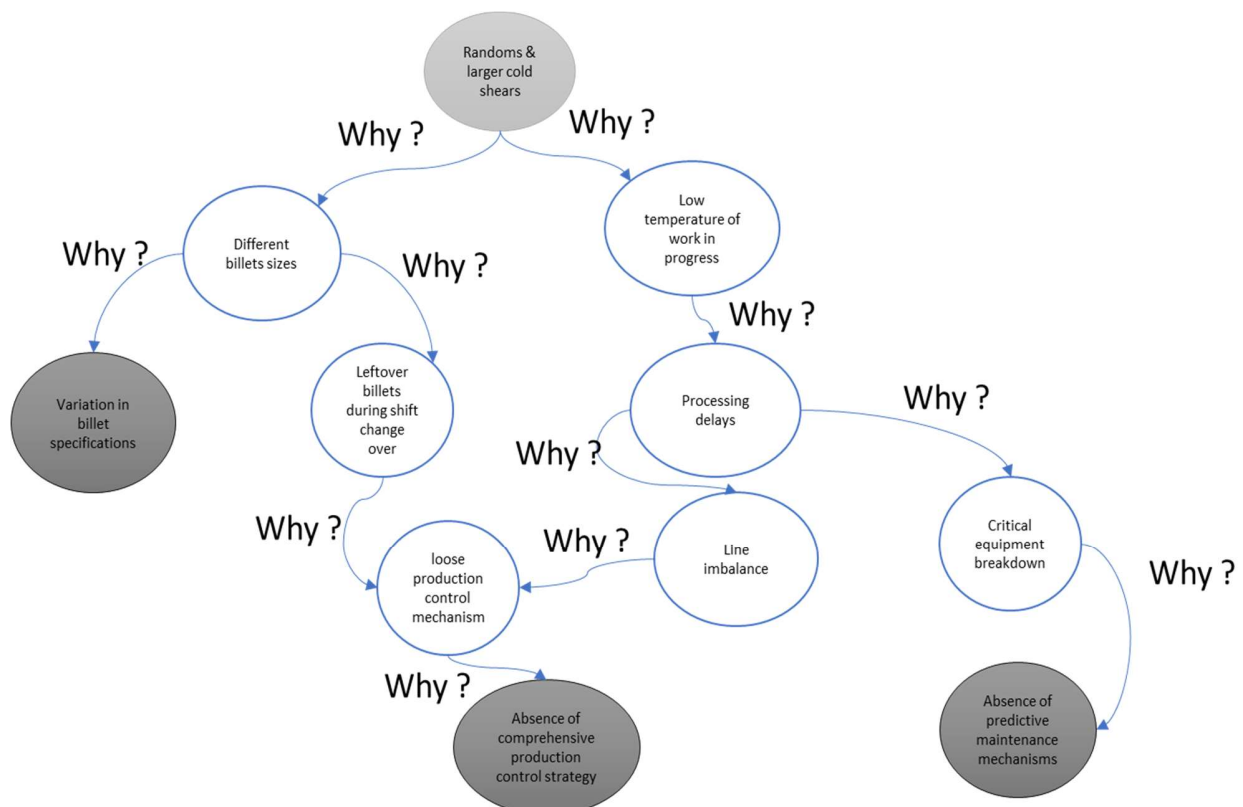 Randoms &
larger cold
shears
Why ?
Why ?
Different
billets sizes
Low
temperature of
work in
progress
Why ?
Why ?
Why ?
Variation in
billet
specifications
Leftover
billets
during shift
change
over
Processing
delays
Why ?
Why ?
Why ?
loose
production
control
mechanism
Why ?
Line
imbalance
Critical
equipment
breakdown
Why ?
Why ?
Absence of
comprehensive
production
control strategy
Absence of
predictive
maintenance
mechanisms